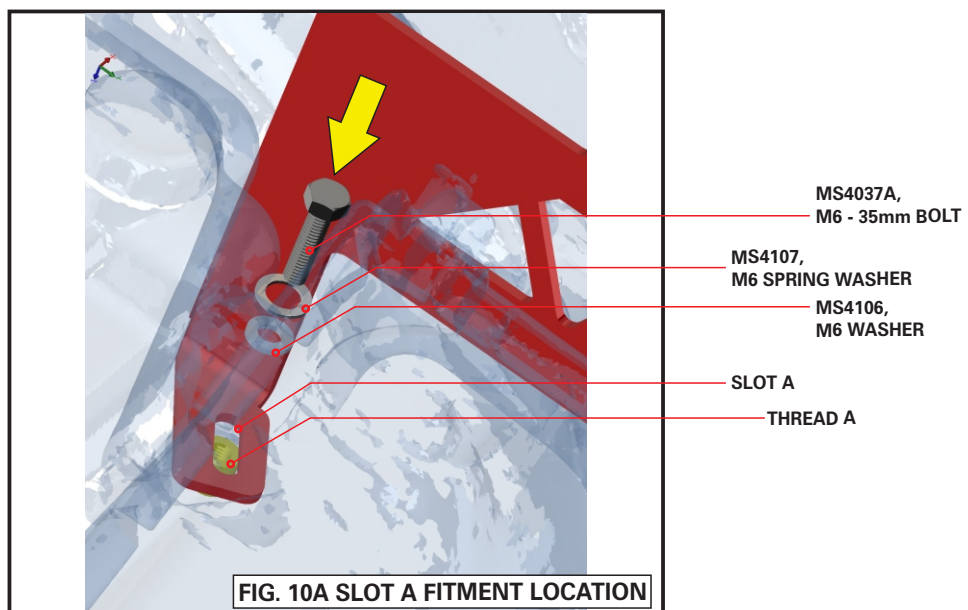 MS4037A,
M6 - 35mm BOLT
MS4107,
M6 SPRING WASHER
MS4106,
M6 WASHER
SLOT A
THREAD A
FIG. 10A SLOT A FITMENT LOCATION